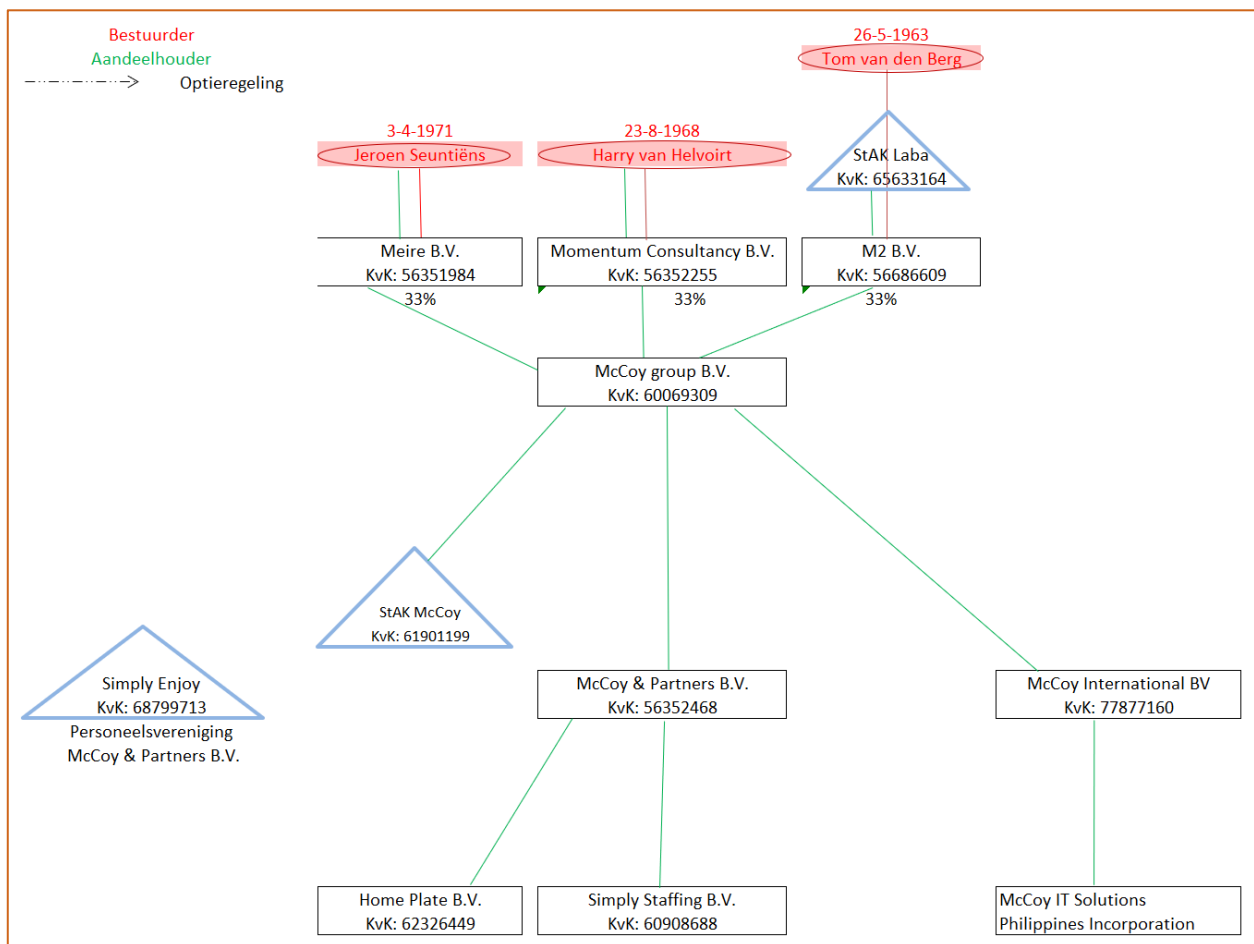 Bestuurder
Aandeelhouder
Optieregeling
26-5-1963
Tom van den Berg
3-4-1971
Jeroen Seuntiëns
23-8-1968
Harry van Helvoirt
StAK Laba
KvK: 65633164
Meire B.V.
KvK: 56351984
33%
Momentum Consultancy B.V.
KvK: 56352255
33%
M2 B.V.
KvK: 56686609
33%
McCoy group B.V.
KvK: 60069309
StAK McCoy
KvK: 61901199
Simply Enjoy
KvK: 68799713
Personeelsvereniging
McCoy & Partners B.V.
McCoy & Partners B.V.
KvK: 56352468
McCoy International BV
KvK: 77877160
Home Plate B.V.
KvK: 62326449
Simply Staffing B.V.
KvK: 60908688
McCoy IT Solutions
Philippines Incorporation